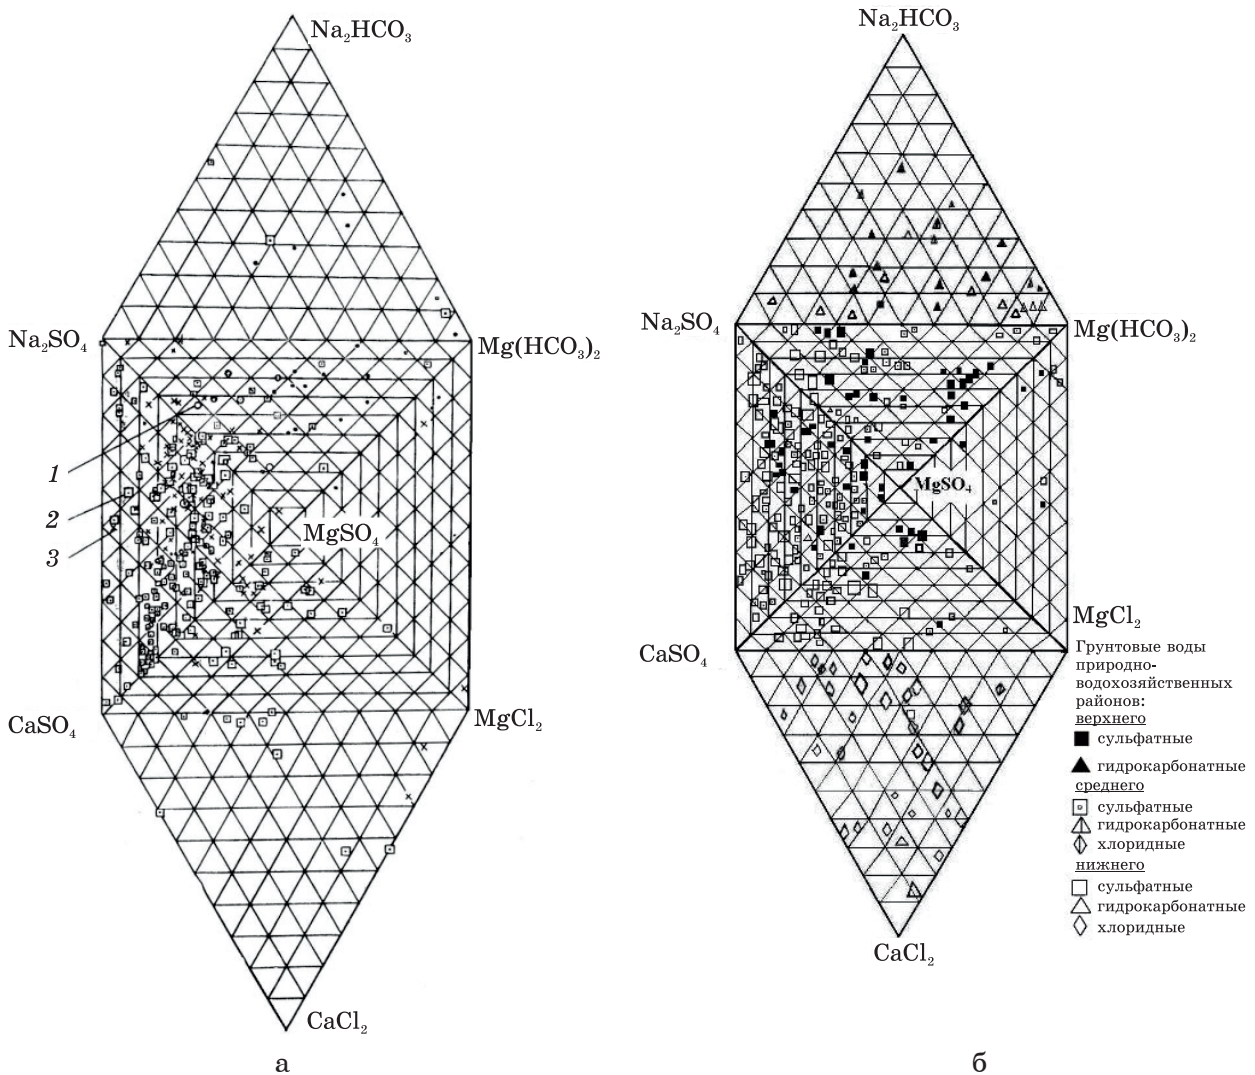 Na₂HCO₃
Na₂SO₄
Mg(HCO₃)₂
1
2
3
MgSO₄
CaSO₄
MgCl₂
CaCl₂
а
Na₂HCO₃
Na₂SO₄
Mg(HCO₃)₂
MgSO₄
CaSO₄
MgCl₂
CaCl₂
Грунтовые воды
природно-
водохозяйственных
районов:
верхнего
сульфатные
гидрокарбонатные
среднего
сульфатные
гидрокарбонатные
хлоридные
нижнего
сульфатные
гидрокарбонатные
хлоридные
б